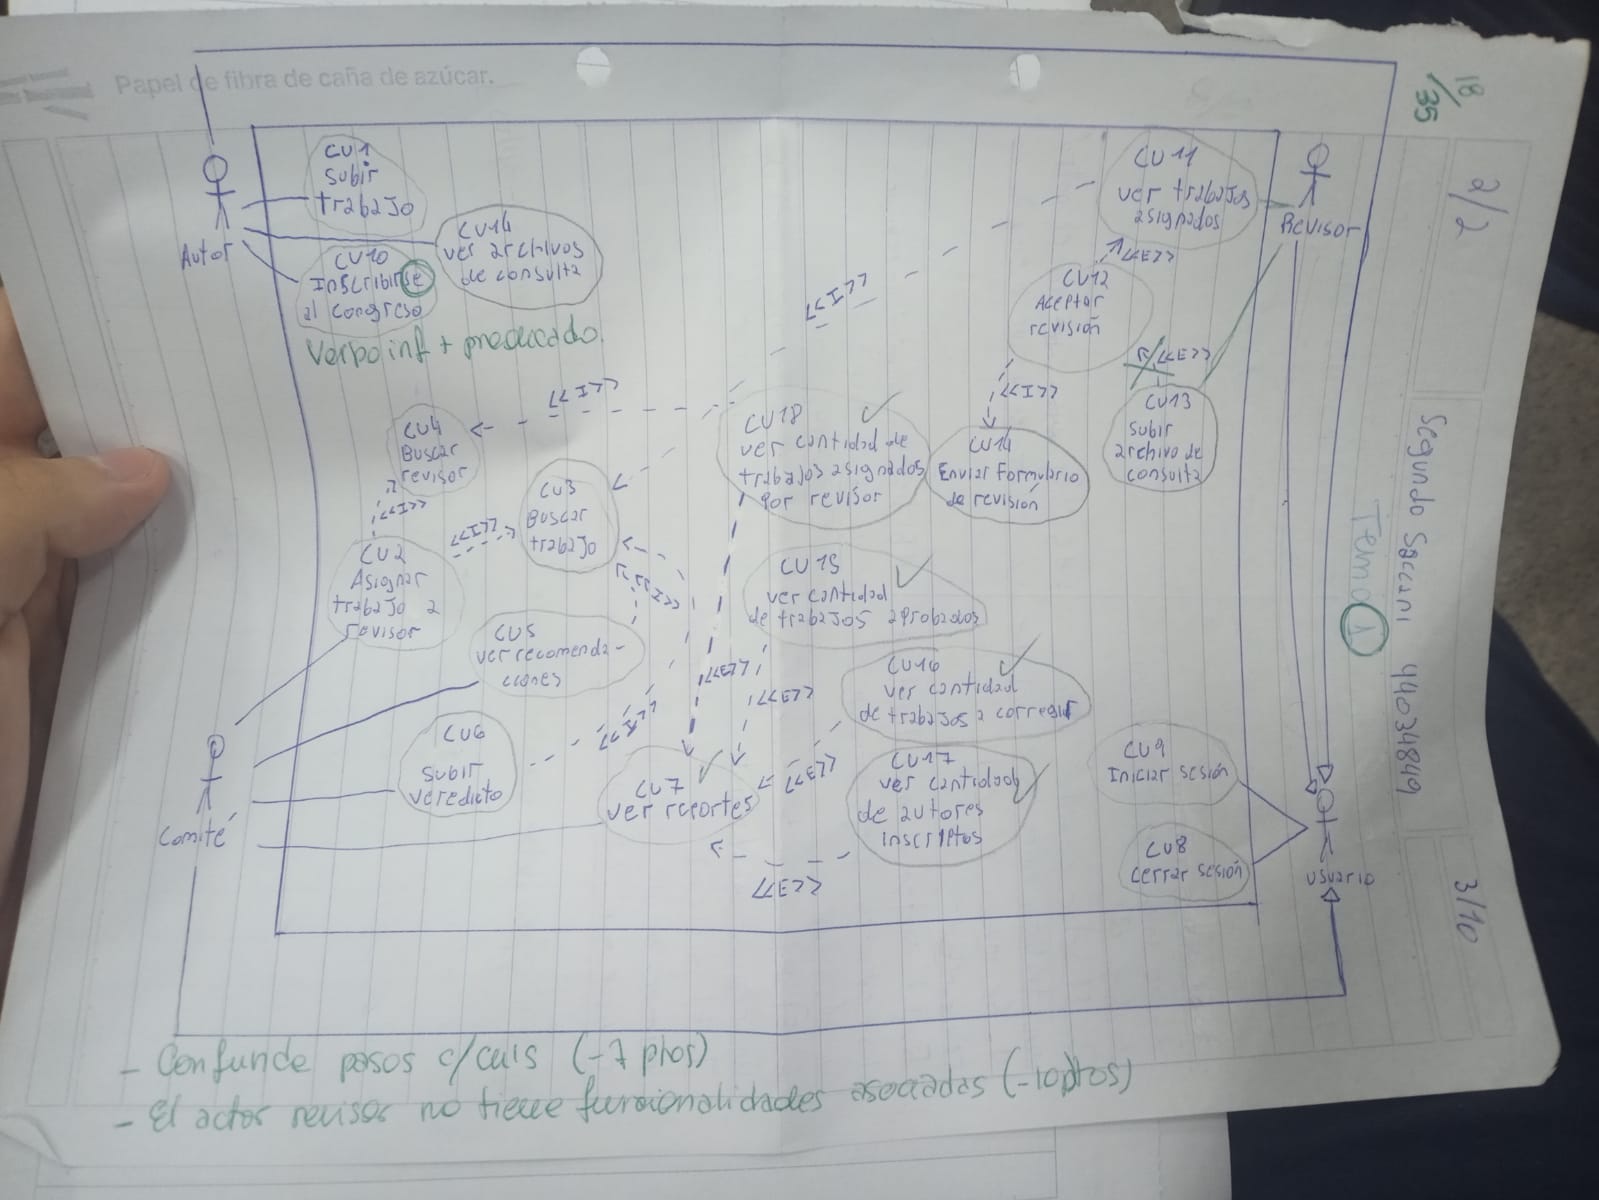 Papel de fibra de caña de azúcar.
18/35
2/2
Segundo Saccani 44034849
Tema 1
3/10
Autor
CU1
Subir
trabajo
CU14
ver archivos
de consulta
CU10
Inscribirse
al congreso
Verbo inf + predicado.
CU11
ver trabajos
asignados
Revisor
<<E>>
CU12
Aceptar
revisión
<<I>>
<<I>>
<<E>>
<<I>>
CU13
Subir
archivo de
consulta
CU4
Buscar
revisor
CU18
ver cantidad de
trabajos asignados
por revisor
CU14
Enviar Formulario
de revisión
<<I>>
CU3
Buscar
trabajo
<<I>>
CU2
Asignar
trabajo a
revisor
<<I>>
CU15
ver cantidad
de trabajos aprobados
CU5
ver recomenda-
ciones
<<E>>
<<E>>
CU16
ver cantidad
de trabajos a corregir
Comité
CU6
Subir
veredicto
<<I>>
CU7
ver reportes
<<E>>
CU17
ver cantidad
de autores
inscriptos
<<E>>
CU9
Iniciar sesión
CU8
cerrar sesión
usuario
- Confunde pasos c/cu's (-7 ptos)
- El actor revisor no tiene funcionalidades asociadas (-10ptos)